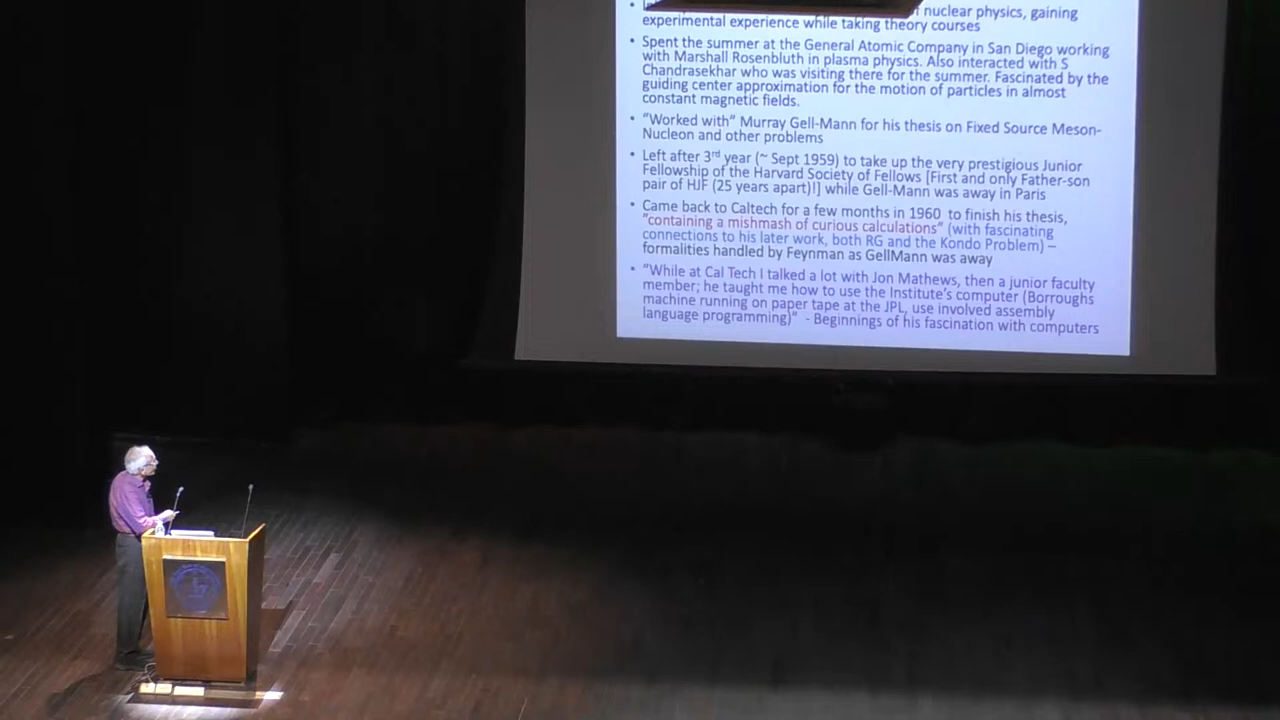 nuclear physics, gaining
experimental experience while taking theory courses
• Spent the summer at the General Atomic Company in San Diego working
with Marshall Rosenbluth in plasma physics. Also interacted with S
Chandrasekhar who was visiting there for the summer. Fascinated by the
guiding center approximation for the motion of particles in almost
constant magnetic fields.
• "Worked with" Murray Gell-Mann for his thesis on Fixed Source Meson-
Nucleon and other problems
• Left after 3rd year (~ Sept 1959) to take up the very prestigious Junior
Fellowship of the Harvard Society of Fellows [First and only Father-son
pair of HJF (25 years apart)!] while Gell-Mann was away in Paris
• Came back to Caltech for a few months in 1960 to finish his thesis,
"containing a mishmash of curious calculations" (with fascinating
connections to his later work, both RG and the Kondo Problem) –
formalities handled by Feynman as GellMann was away
• "While at Cal Tech I talked a lot with Jon Mathews, then a junior faculty
member; he taught me how to use the Institute's computer (Borroughs
machine running on paper tape at the JPL, use involved assembly
language programming)" - Beginnings of his fascination with computers